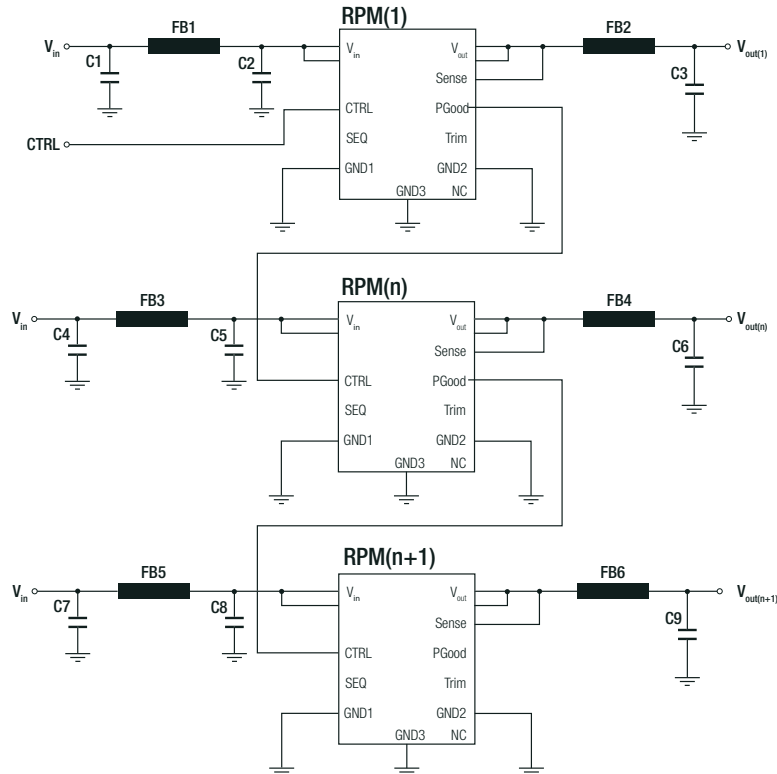 RPM(1)
FB1
FB2
Vin
C1
C2
Vin
Vout
Sense
C3
Vout(1)
CTRL
PGood
CTRL
SEQ
Trim
GND1
GND2
GND3
NC
RPM(n)
FB3
FB4
Vin
C4
C5
Vin
Vout
Sense
C6
Vout(n)
CTRL
PGood
SEQ
Trim
GND1
GND2
GND3
NC
RPM(n+1)
FB5
FB6
Vin
C7
C8
Vin
Vout
Sense
C9
Vout(n+1)
CTRL
PGood
SEQ
Trim
GND1
GND2
GND3
NC